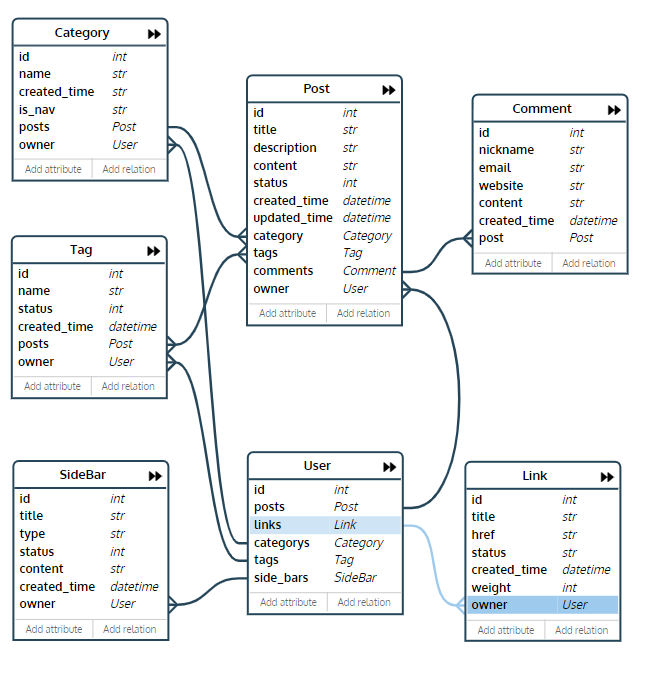 Category
id int
name str
created_time str
is_nav str
posts Post
owner User
Add attribute Add relation
Tag
id int
name str
status int
created_time datetime
posts Post
owner User
Add attribute Add relation
SideBar
id int
title str
type str
status int
content str
created_time datetime
owner User
Add attribute Add relation
Post
id int
title str
description str
content str
status int
created_time datetime
updated_time datetime
category Category
tags Tag
comments Comment
owner User
Add attribute Add relation
User
id int
posts Post
links Link
categorys Category
tags Tag
side_bars SideBar
Add attribute Add relation
Comment
id int
nickname str
email str
website str
content str
created_time datetime
post Post
Add attribute Add relation
Link
id int
title str
href str
status str
created_time datetime
weight int
owner User
Add attribute Add relation